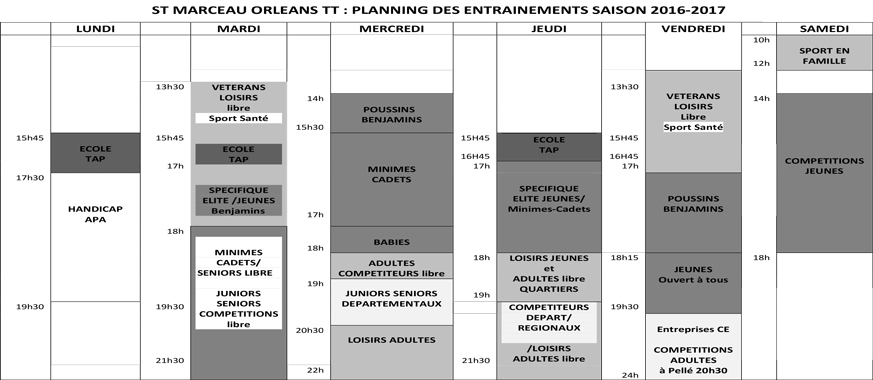 ST MARCEAU ORLEANS TT : PLANNING DES ENTRAINEMENTS SAISON 2016-2017
LUNDI
MARDI
MERCREDI
JEUDI
VENDREDI
SAMEDI
15h45
17h30
19h30
ECOLE
TAP
HANDICAP
APA
13h30
15h45
17h
18h
19h30
21h30
VETERANS
LOISIRS
libre
Sport Santé
ECOLE
TAP
SPECIFIQUE
ELITE /JEUNES
Benjamins
MINIMES
CADETS/
SENIORS LIBRE
JUNIORS
SENIORS
COMPETITIONS
libre
14h
15h30
17h
18h
19h
20h30
22h
POUSSINS
BENJAMINS
MINIMES
CADETS
BABIES
ADULTES
COMPETITEURS libre
JUNIORS SENIORS
DEPARTEMENTAUX
LOISIRS ADULTES
15H45
16H45
17h
18h
19h
21h30
ECOLE
TAP
SPECIFIQUE
ELITE JEUNES/
Minimes-Cadets
LOISIRS JEUNES
et
ADULTES libre
QUARTIERS
COMPETITEURS
DEPART/
REGIONAUX
/LOISIRS
ADULTES libre
13h30
15H45
16H45
17h
18h15
19h30
24h
VETERANS
LOISIRS
Libre
Sport Santé
POUSSINS
BENJAMINS
JEUNES
Ouvert à tous
Entreprises CE
COMPETITIONS
ADULTES
à Pellé 20h30
10h
12h
14h
18h
SPORT EN
FAMILLE
COMPETITIONS
JEUNES